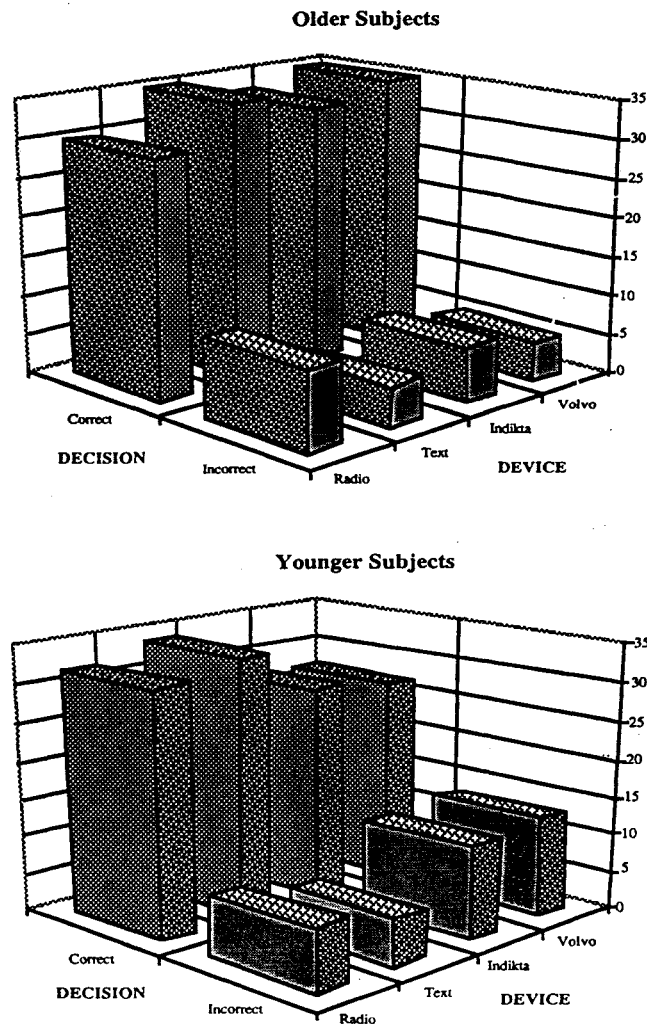 Older Subjects
35
30
25
20
15
10
5
0
Correct
Incorrect
DECISION
Radio
Text
Indikta
Volvo
DEVICE
Younger Subjects
35
30
25
20
15
10
5
0
Correct
Incorrect
DECISION
Radio
Text
Indikta
Volvo
DEVICE